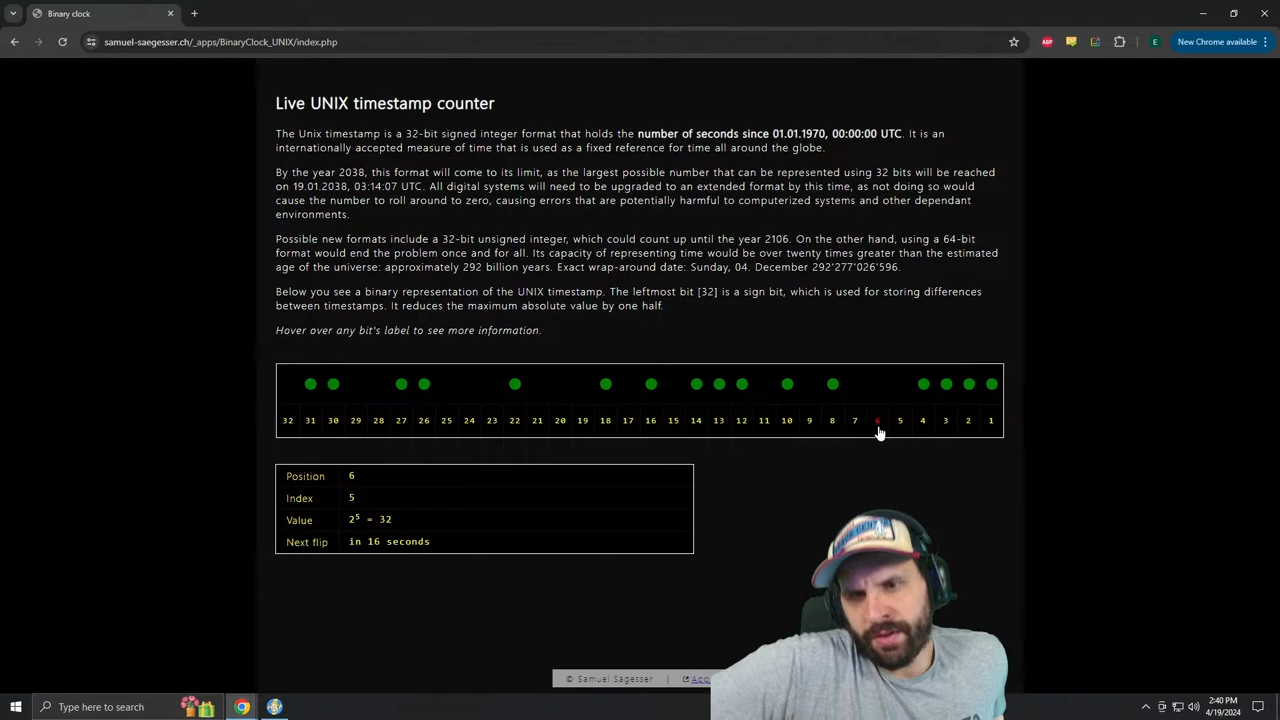 Binary clock
samuel-saegesser.ch/_apps/BinaryClock_UNIX/index.php
E
New Chrome available
Live UNIX timestamp counter
The Unix timestamp is a 32-bit signed integer format that holds the number of seconds since 01.01.1970, 00:00:00 UTC. It is an
internationally accepted measure of time that is used as a fixed reference for time all around the globe.
By the year 2038, this format will come to its limit, as the largest possible number that can be represented using 32 bits will be reached
on 19.01.2038, 03:14:07 UTC. All digital systems will need to be upgraded to an extended format by this time, as not doing so would
cause the number to roll around to zero, causing errors that are potentially harmful to computerized systems and other dependant
environments.
Possible new formats include a 32-bit unsigned integer, which could count up until the year 2106. On the other hand, using a 64-bit
format would end the problem once and for all. Its capacity of representing time would be over twenty times greater than the estimated
age of the universe: approximately 292 billion years. Exact wrap-around date: Sunday, 04. December 292'277'026'596.
Below you see a binary representation of the UNIX timestamp. The leftmost bit [32] is a sign bit, which is used for storing differences
between timestamps. It reduces the maximum absolute value by one half.
Hover over any bit's label to see more information.
32 31 30 29 28 27 26 25 24 23 22 21 20 19 18 17 16 15 14 13 12 11 10 9 8 7 6 5 4 3 2 1
Position 6
Index 5
Value 2⁵ = 32
Next flip in 16 seconds
© Samuel Sägesser | App
Type here to search
2:40 PM
4/19/2024